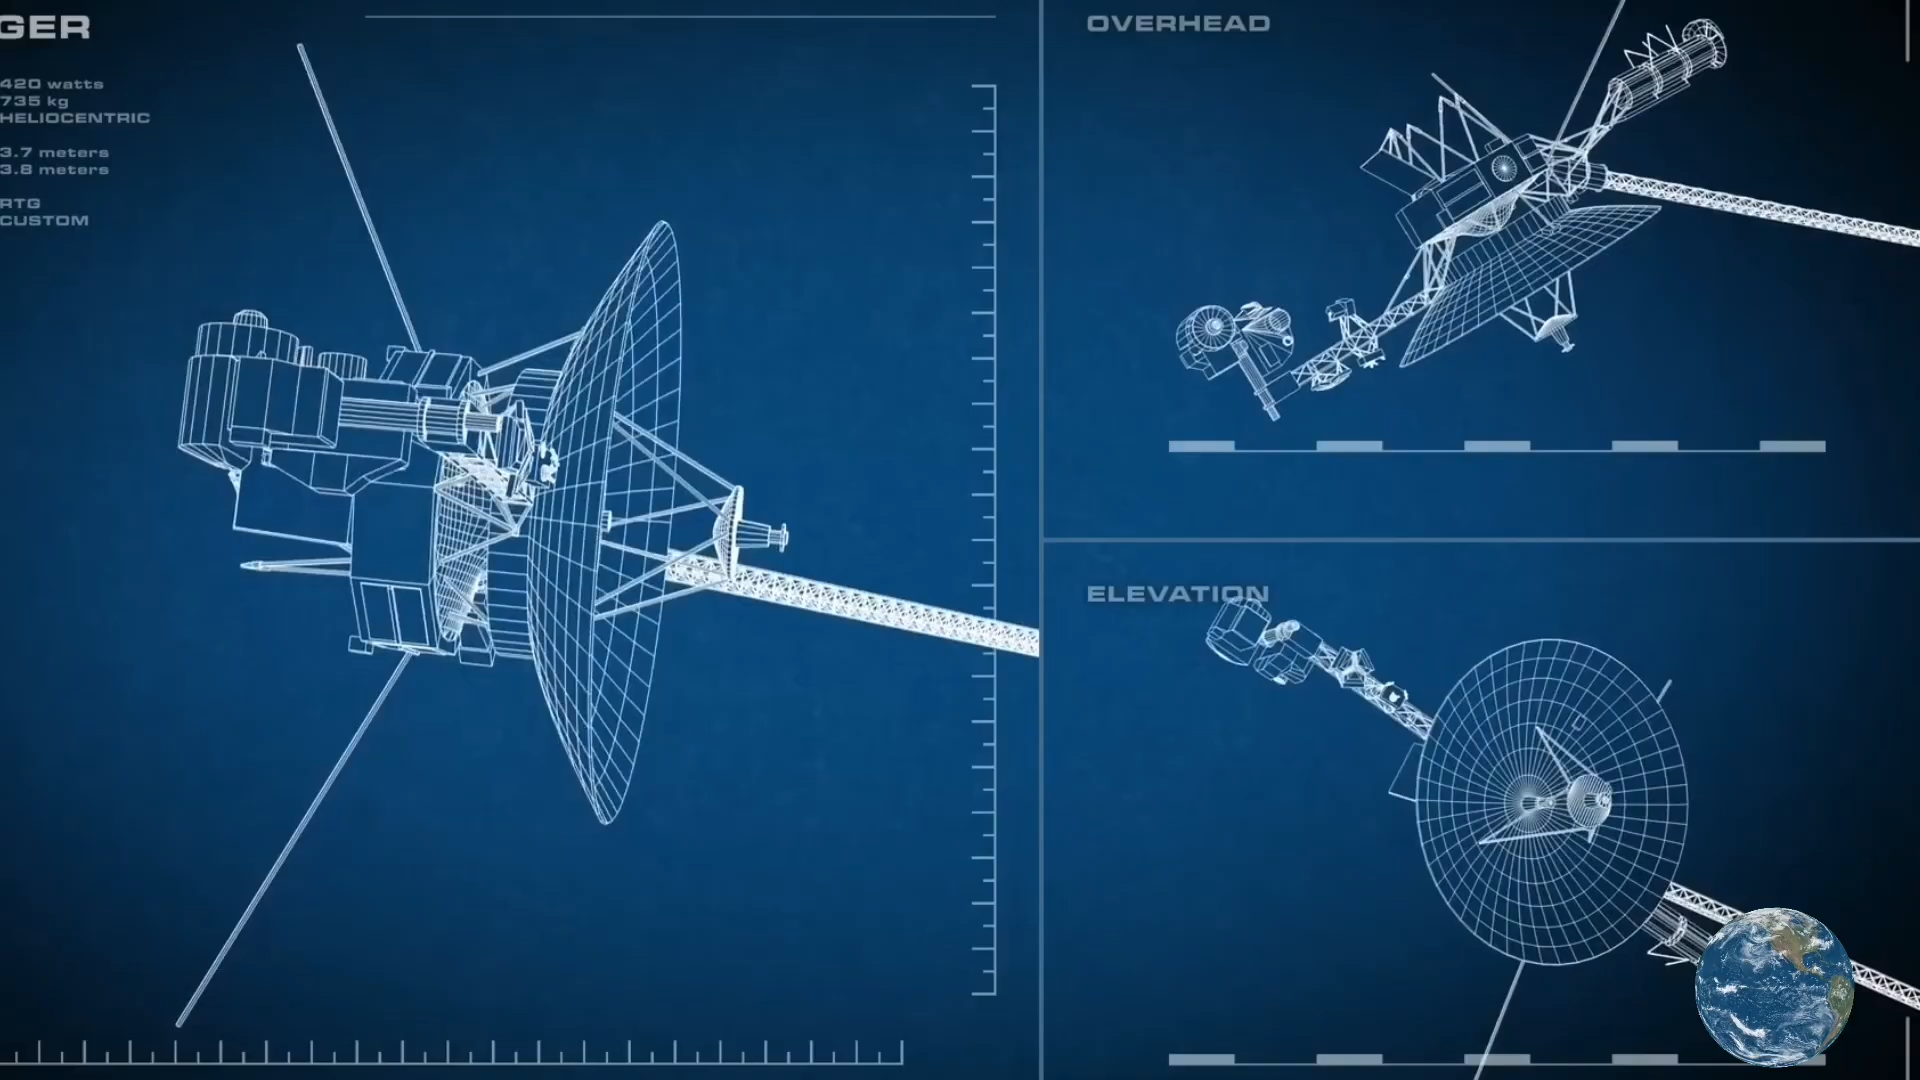 GER
420 watts
735 kg
HELIOCENTRIC
3.7 meters
3.8 meters
RTG
CUSTOM
OVERHEAD
ELEVATION